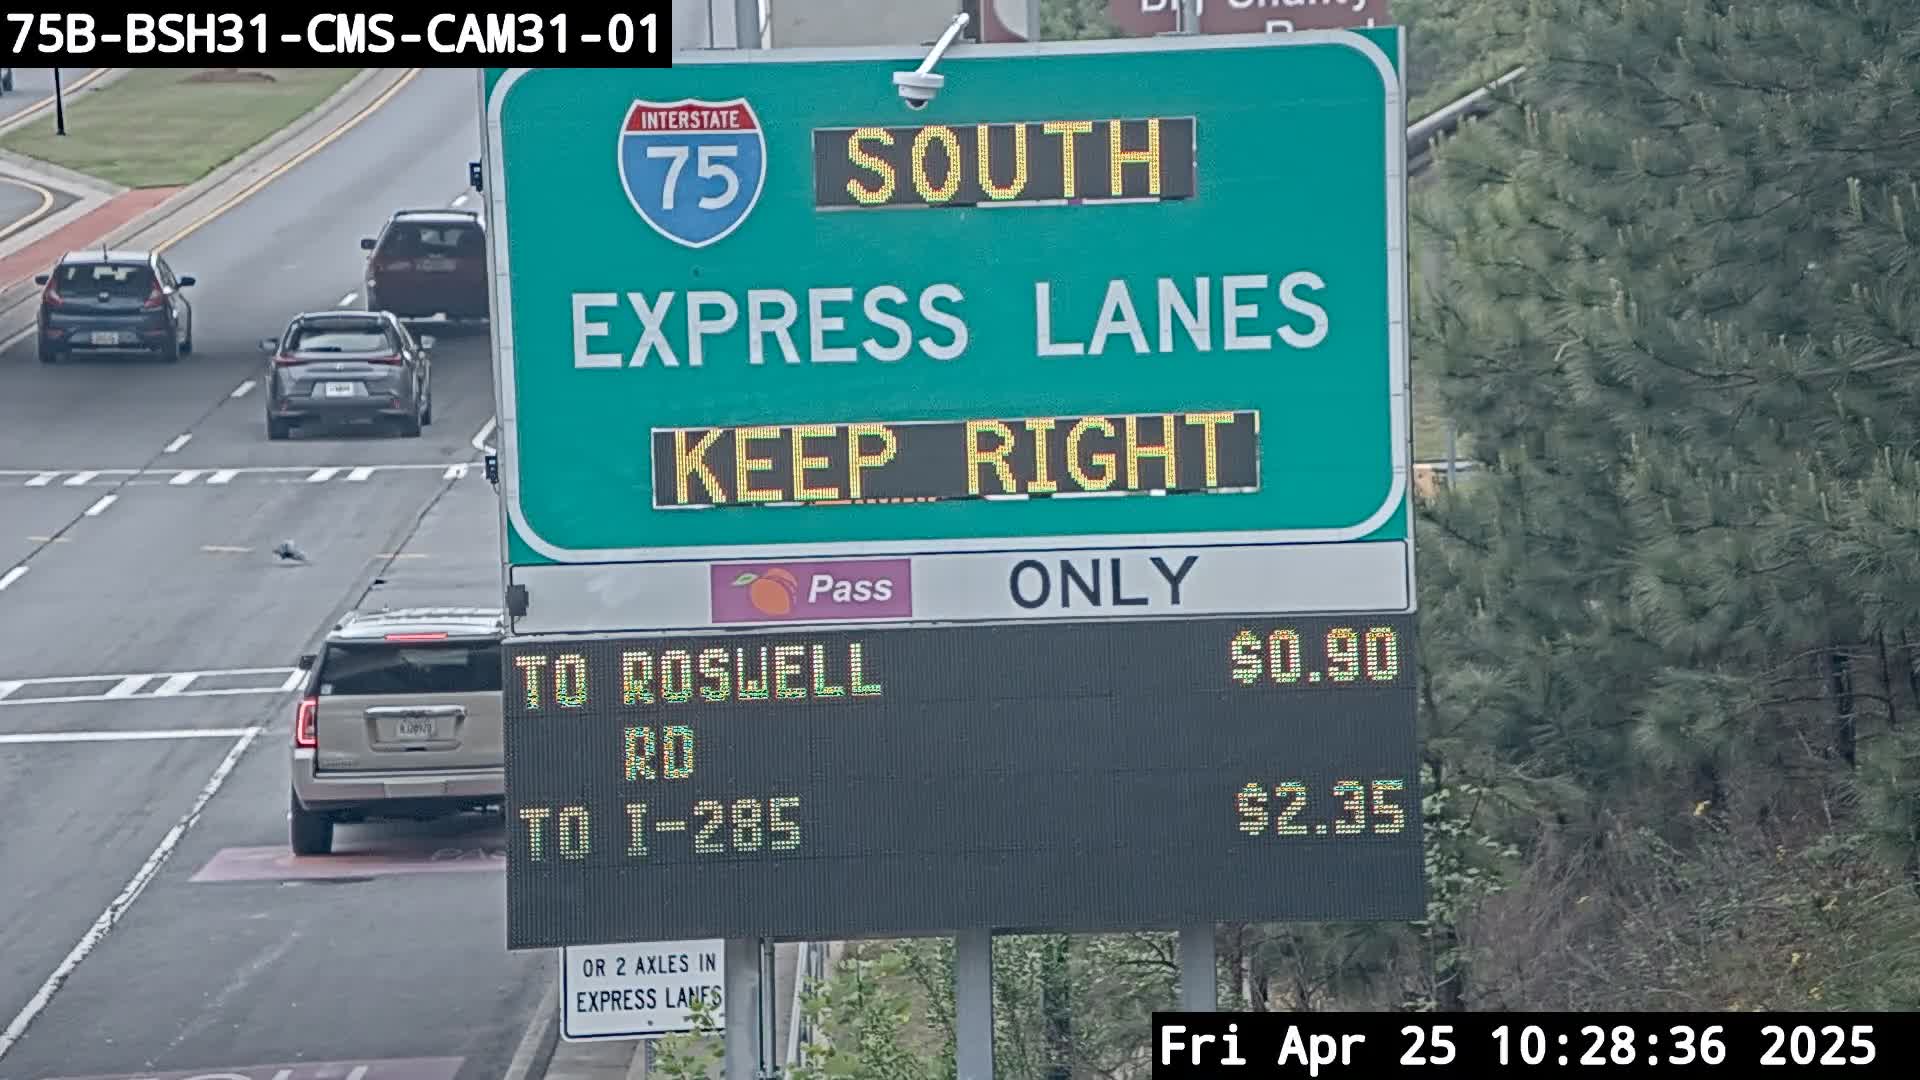 75B-BSH31-CMS-CAM31-01
INTERSTATE
75
SOUTH
EXPRESS LANES
KEEP RIGHT
Pass ONLY
TO ROSWELL $0.90
RD
TO I-285 $2.35
OR 2 AXLES IN
EXPRESS LANES
Fri Apr 25 10:28:36 2025